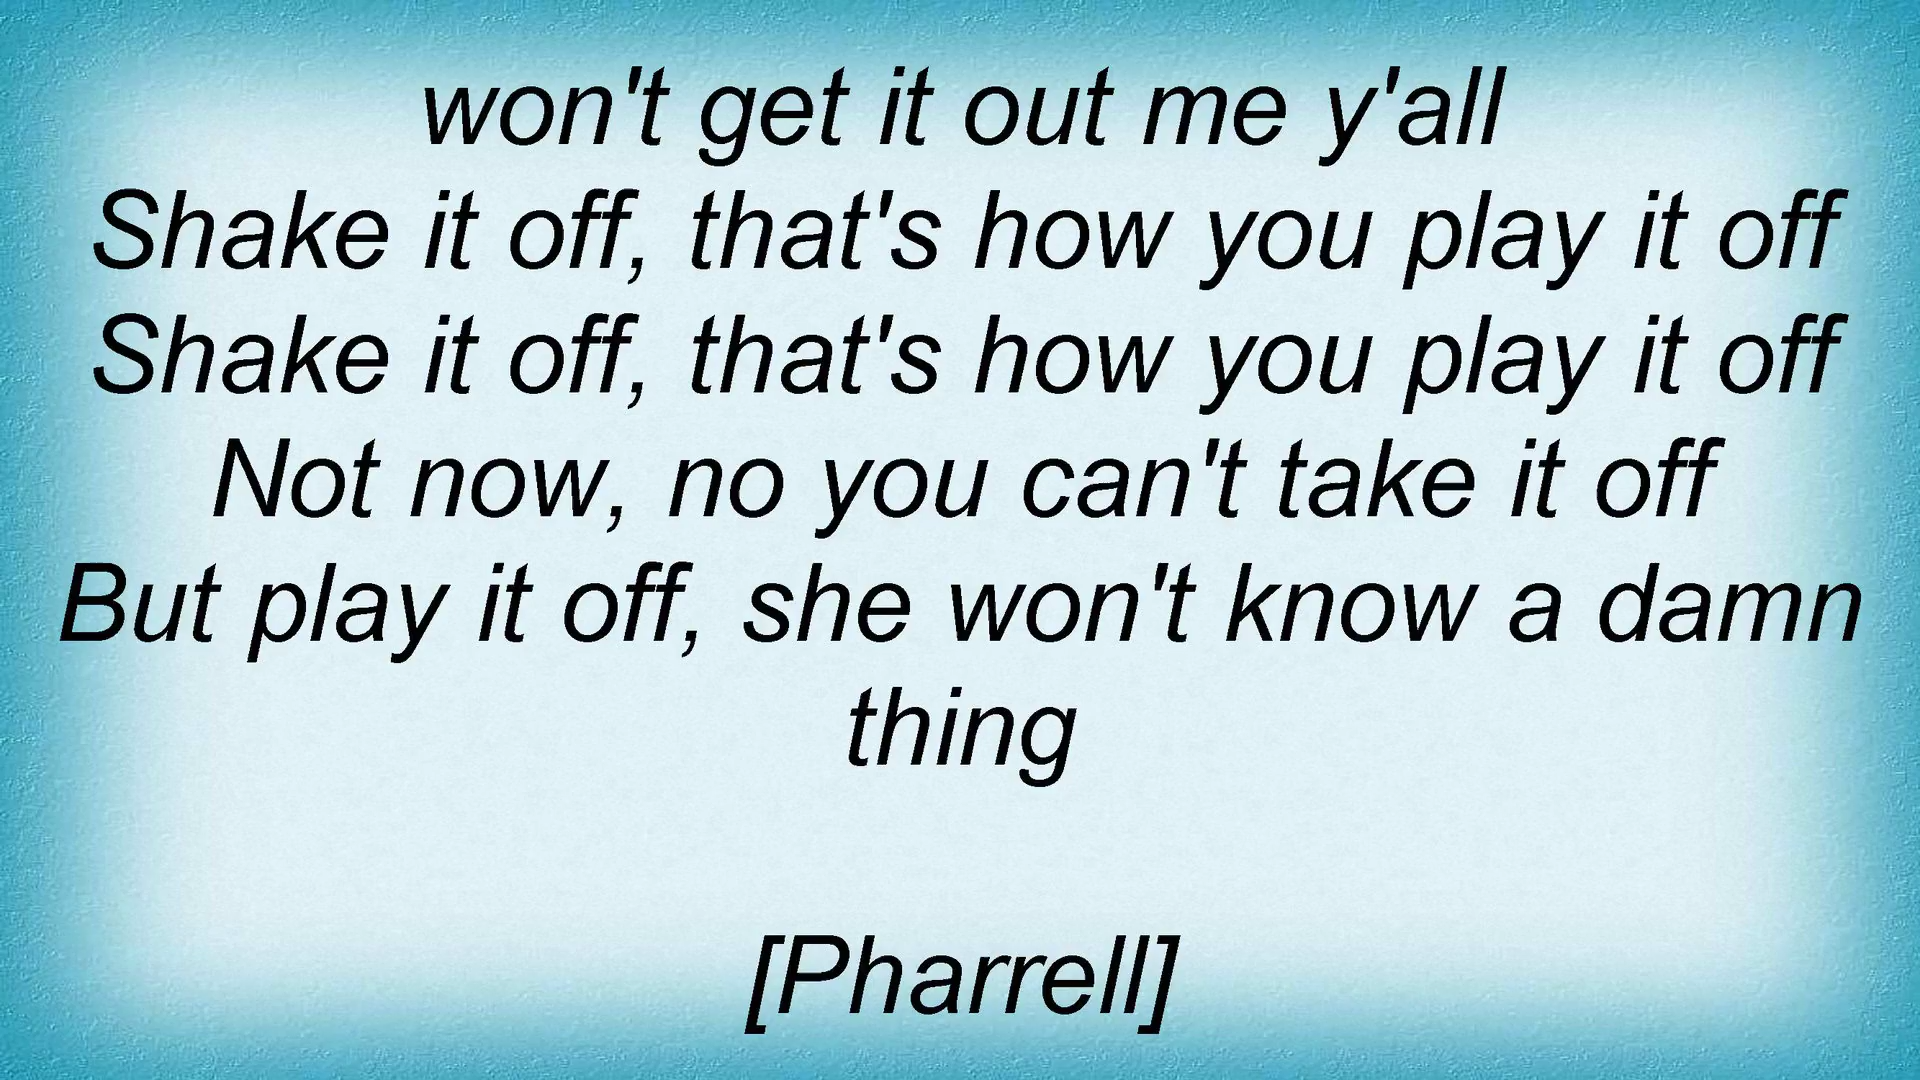 won't get it out me y'all
Shake it off, that's how you play it off
Shake it off, that's how you play it off
Not now, no you can't take it off
But play it off, she won't know a damn
thing
[Pharrell]